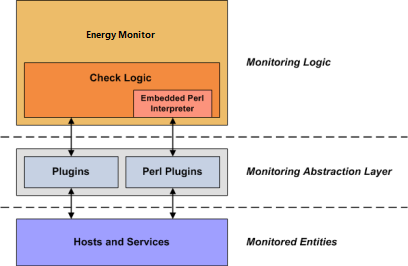 Energy Monitor
Monitoring Logic
Check Logic
Embedded Perl
Interpreter
Plugins
Perl Plugins
Monitoring Abstraction Layer
Hosts and Services
Monitored Entities